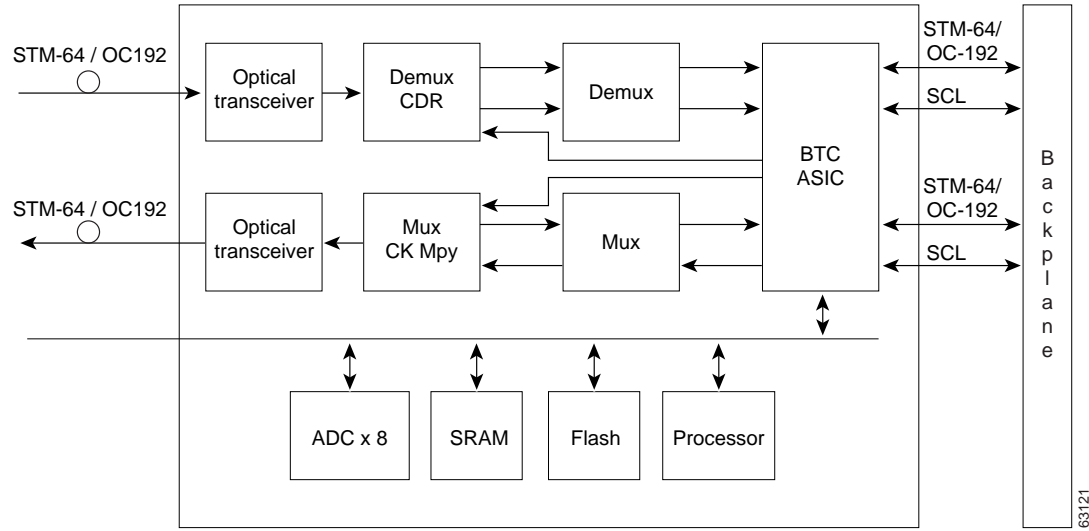 STM-64 / OC192
Optical
transceiver
Demux
CDR
Demux
BTC
ASIC
STM-64/
OC-192
SCL
STM-64 / OC192
Optical
transceiver
Mux
CK Mpy
Mux
STM-64/
OC-192
SCL
Backplane
ADC x 8
SRAM
Flash
Processor
63121